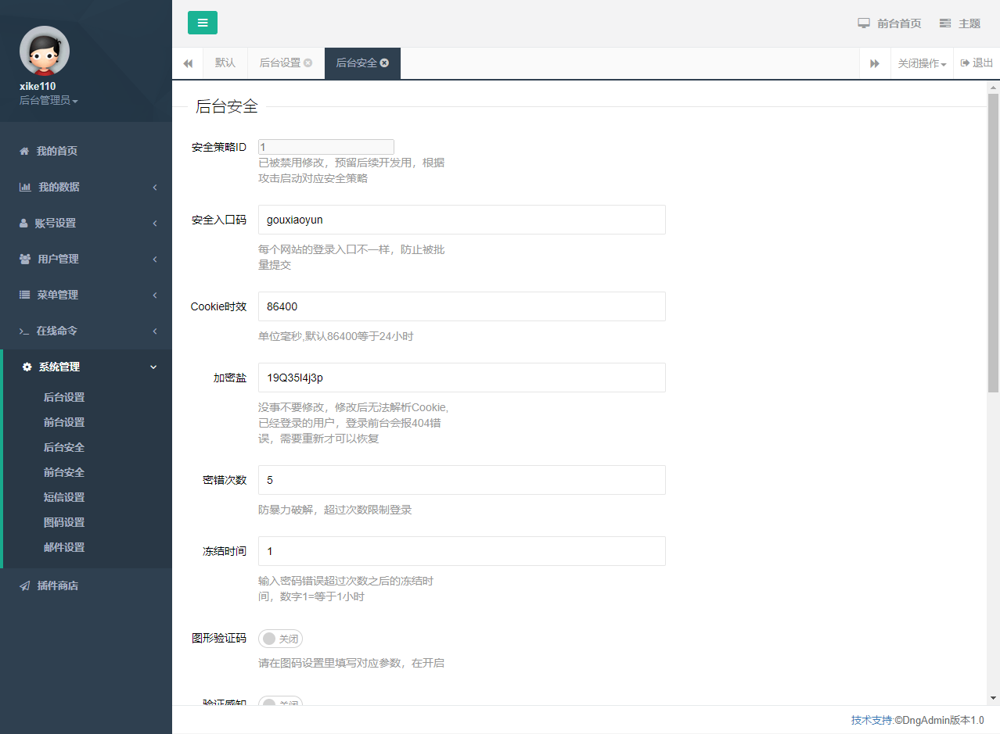 xike110
后台管理员
我的首页
我的数据
账号设置
用户管理
菜单管理
在线命令
系统管理
后台设置
前台设置
后台安全
前台安全
短信设置
图码设置
邮件设置
插件商店
前台首页 主题
默认 后台设置 后台安全 关闭操作 退出
后台安全
安全策略ID 1
已被禁用修改，预留后续开发用，根据
攻击启动对应安全策略
安全入口码 gouxiaoyun
每个网站的登录入口不一样，防止被批
量提交
Cookie时效 86400
单位毫秒,默认86400等于24小时
加密盐 19Q35l4j3p
没事不要修改，修改后无法解析Cookie,
已经登录的用户，登录前台会报404错
误，需要重新才可以恢复
密错次数 5
防暴力破解，超过次数限制登录
冻结时间 1
输入密码错误超过次数之后的冻结时
间，数字1=等于1小时
图形验证码 关闭
请在图码设置里填写对应参数，在开启
验证感知 关闭
技术支持:©DngAdmin版本1.0